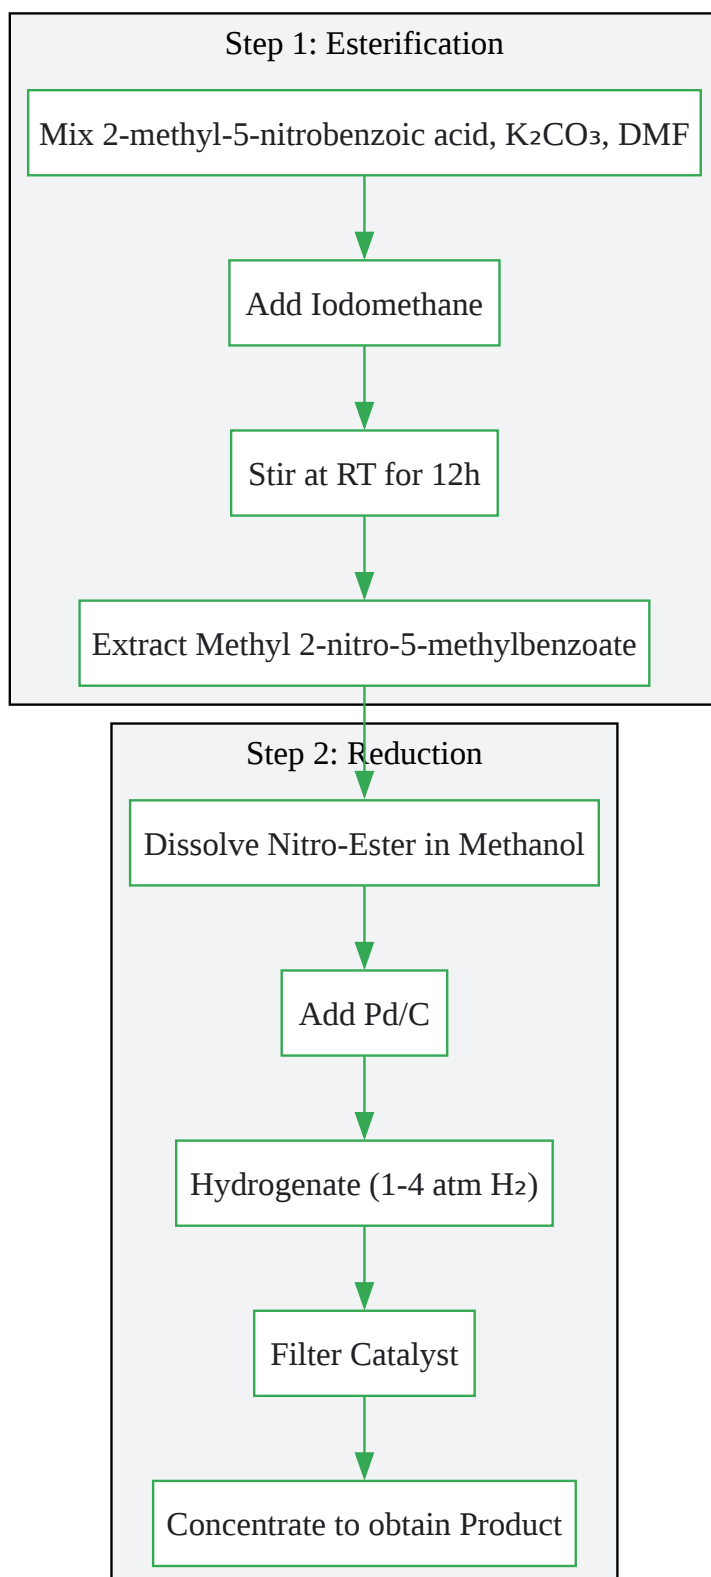 Step 1: Esterification
Mix 2-methyl-5-nitrobenzoic acid, K₂CO₃, DMF
Add Iodomethane
Stir at RT for 12h
Extract Methyl 2-nitro-5-methylbenzoate
Step 2: Reduction
Dissolve Nitro-Ester in Methanol
Add Pd/C
Hydrogenate (1-4 atm H₂)
Filter Catalyst
Concentrate to obtain Product